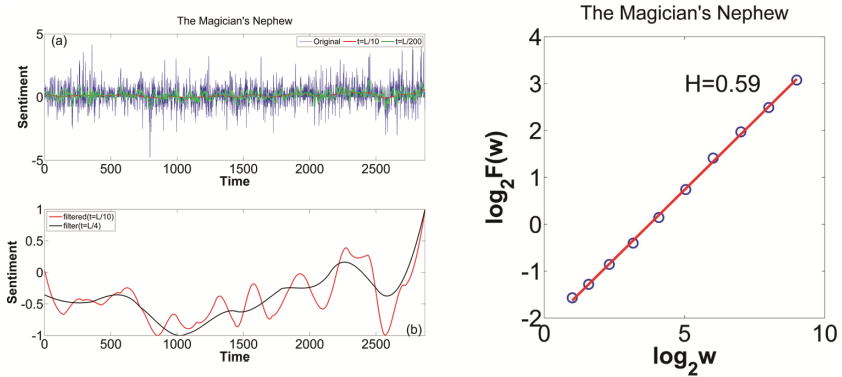 The Magician's Nephew
(a)
Original t=L/10 t=L/200
5
0
-5
Sentiment
0 500 1000 1500 2000 2500
Time
filtered(t=L/10)
filter(t=L/4)
1
0.5
0
-0.5
-1
Sentiment
(b)
0 500 1000 1500 2000 2500
Time
The Magician's Nephew
H=0.59
4
3
2
1
0
-1
-2
log2F(w)
0 5 10
log2w